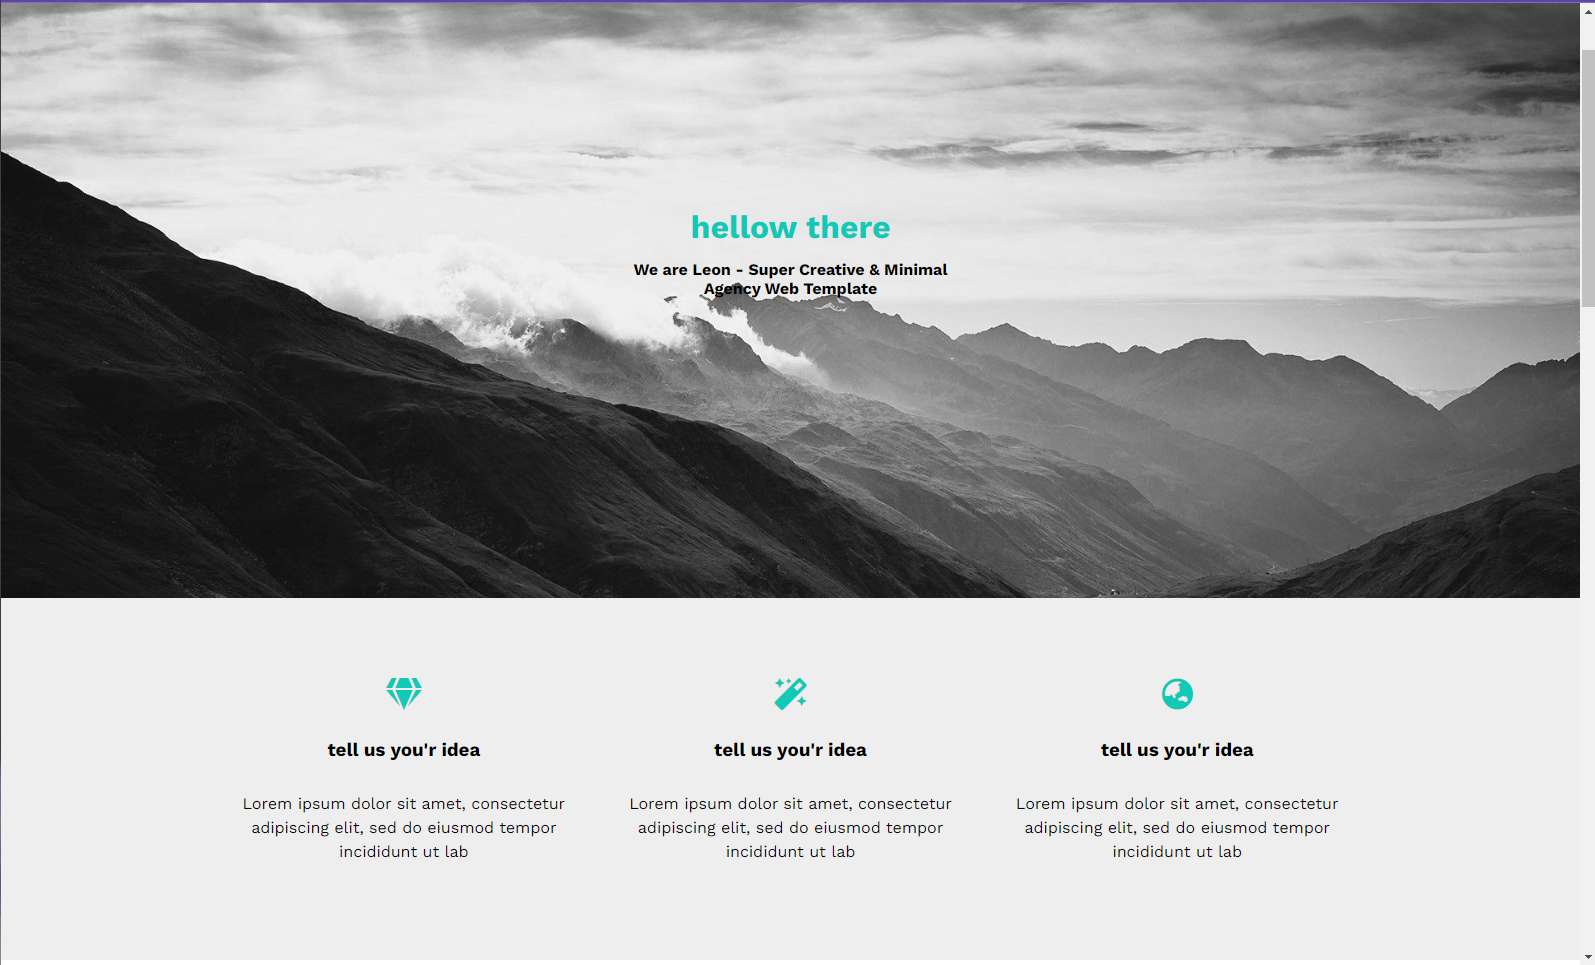 hellow there
We are Leon - Super Creative & Minimal
Agency Web Template
tell us you'r idea
Lorem ipsum dolor sit amet, consectetur
adipiscing elit, sed do eiusmod tempor
incididunt ut lab
tell us you'r idea
Lorem ipsum dolor sit amet, consectetur
adipiscing elit, sed do eiusmod tempor
incididunt ut lab
tell us you'r idea
Lorem ipsum dolor sit amet, consectetur
adipiscing elit, sed do eiusmod tempor
incididunt ut lab